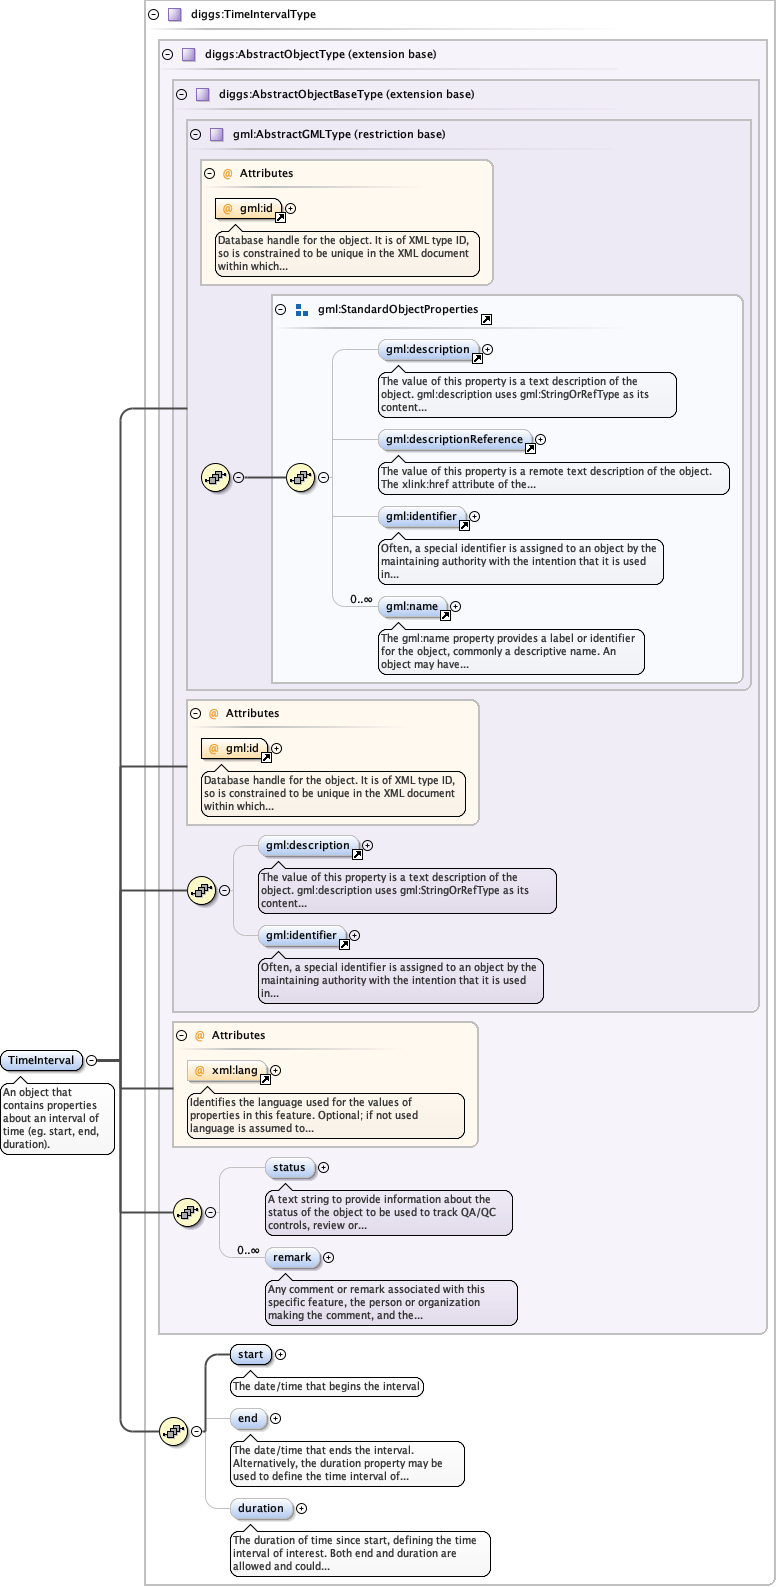 diggs:TimeIntervalType
diggs:AbstractObjectType (extension base)
diggs:AbstractObjectBaseType (extension base)
gml:AbstractGMLType (restriction base)
@ Attributes
@ gml:id
Database handle for the object. It is of XML type ID,
so is constrained to be unique in the XML document
within which...
gml:StandardObjectProperties
gml:description
The value of this property is a text description of the
object. gml:description uses gml:StringOrRefType as its
content...
gml:descriptionReference
The value of this property is a remote text description of the object.
The xlink:href attribute of the...
gml:identifier
Often, a special identifier is assigned to an object by the
maintaining authority with the intention that it is used
in...
0..∞
gml:name
The gml:name property provides a label or identifier
for the object, commonly a descriptive name. An
object may have...
@ Attributes
@ gml:id
Database handle for the object. It is of XML type ID,
so is constrained to be unique in the XML document
within which...
gml:description
The value of this property is a text description of the
object. gml:description uses gml:StringOrRefType as its
content...
gml:identifier
Often, a special identifier is assigned to an object by the
maintaining authority with the intention that it is used
in...
TimeInterval
An object that
contains properties
about an interval of
time (eg. start, end,
duration).
@ Attributes
@ xml:lang
Identifies the language used for the values of
properties in this feature. Optional; if not used
language is assumed to...
status
A text string to provide information about the
status of the object to be used to track QA/QC
controls, review or...
0..∞
remark
Any comment or remark associated with this
specific feature, the person or organization
making the comment, and the...
start
The date/time that begins the interval
end
The date/time that ends the interval.
Alternatively, the duration property may be
used to define the time interval of...
duration
The duration of time since start, defining the time
interval of interest. Both end and duration are
allowed and could...